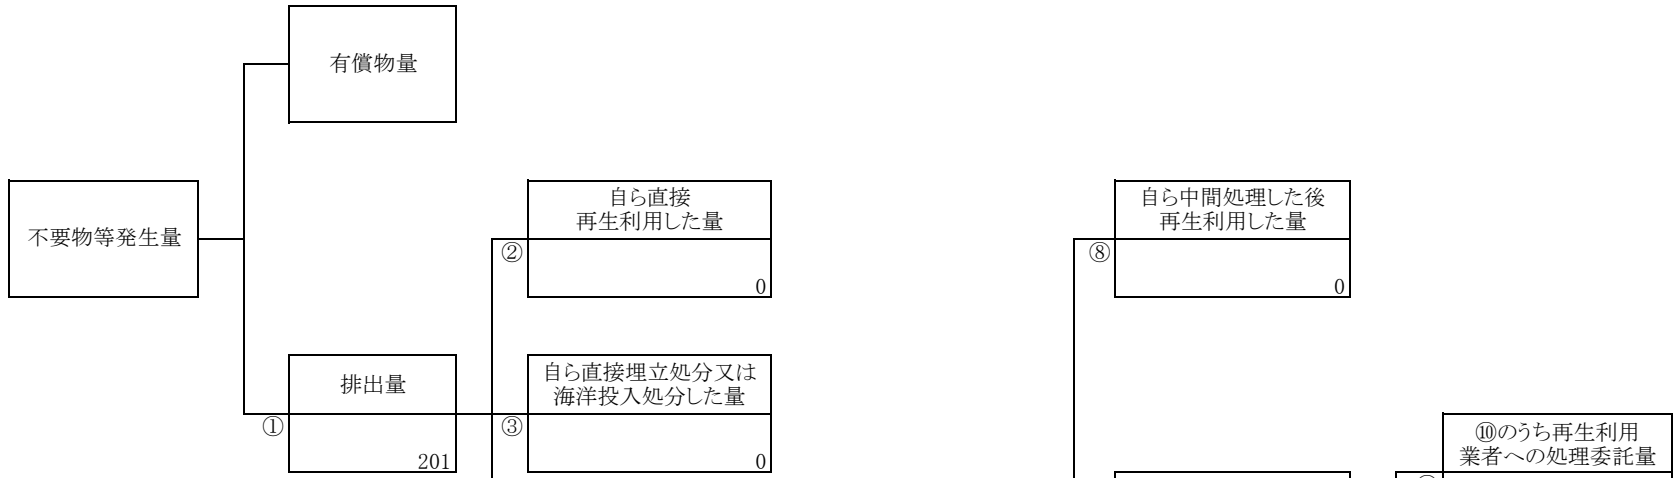 有償物量
不要物等発生量
自ら直接
再生利用した量
②
0
自ら中間処理した後
再生利用した量
⑧
0
排出量
①
201
自ら直接埋立処分又は
海洋投入処分した量
③
0
⑩のうち再生利用
業者への処理委託量